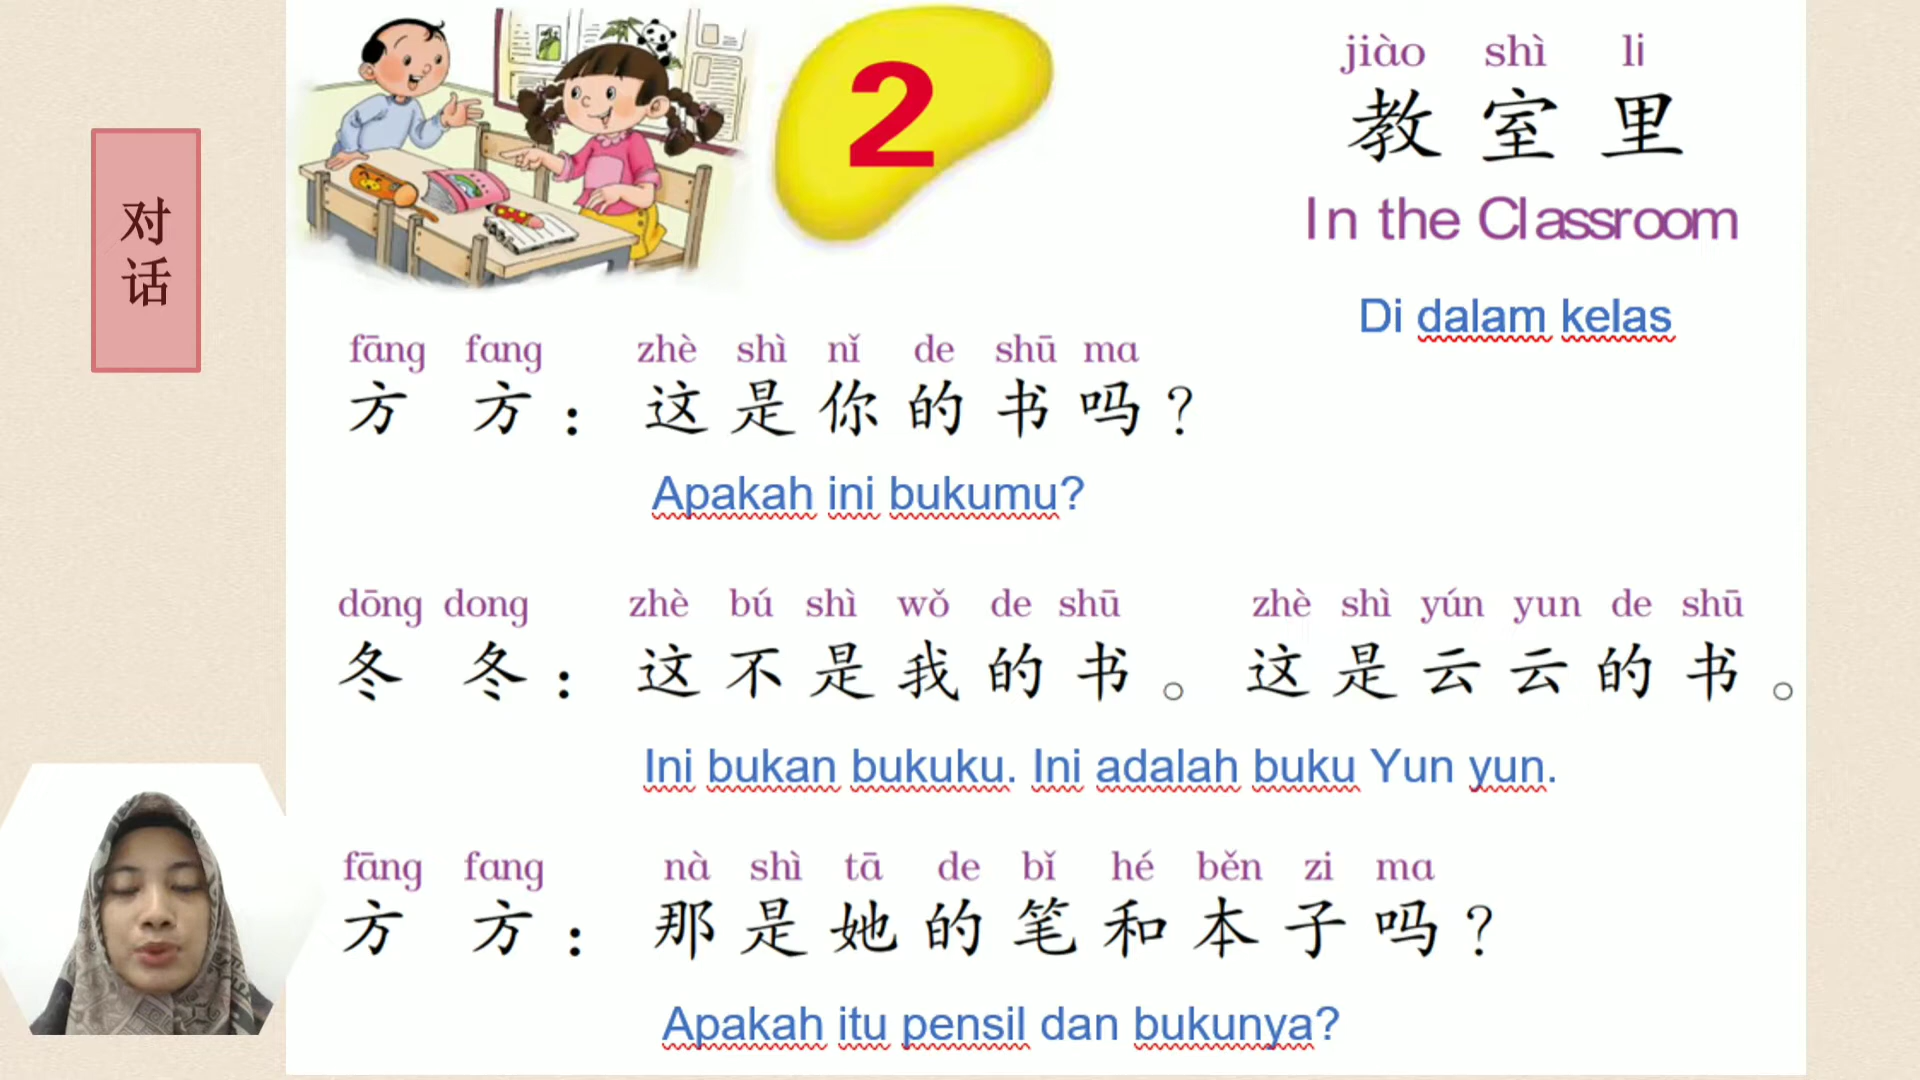 对
话
2
jiào shì li
教室里
In the Classroom
Di dalam kelas
fāng fang zhè shì nǐ de shū ma
方方：这是你的书吗？
Apakah ini bukumu?
dōng dong zhè bú shì wǒ de shū zhè shì yún yun de shū
冬冬：这不是我的书。这是云云的书。
Ini bukan bukuku. Ini adalah buku Yun yun.
fāng fang nà shì tā de bǐ hé běn zi ma
方方：那是她的笔和本子吗？
Apakah itu pensil dan bukunya?